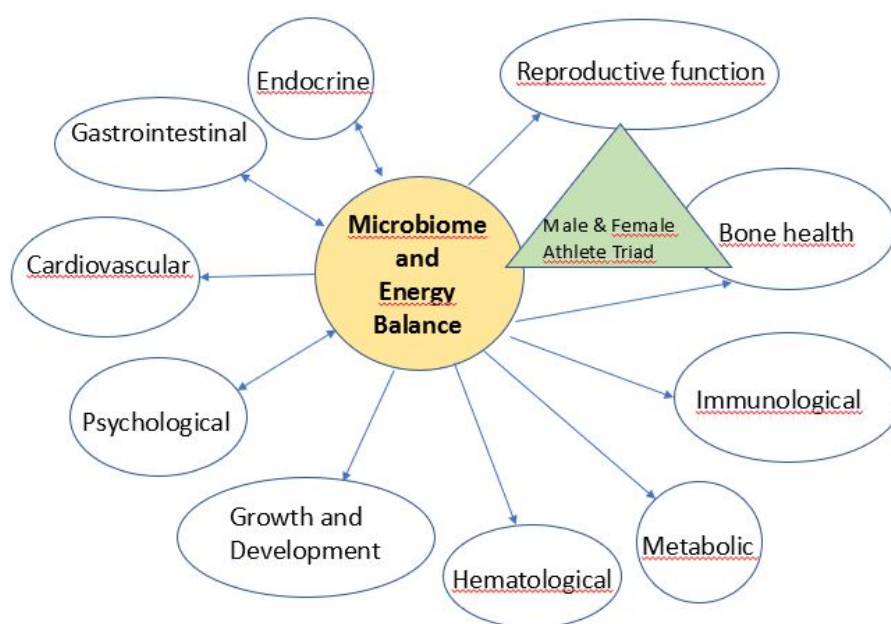 Endocrine
Reproductive function
Gastrointestinal
Microbiome
and
Energy
Balance
Male & Female
Athlete Triad
Bone health
Cardiovascular
Psychological
Immunological
Growth and
Development
Metabolic
Hematological